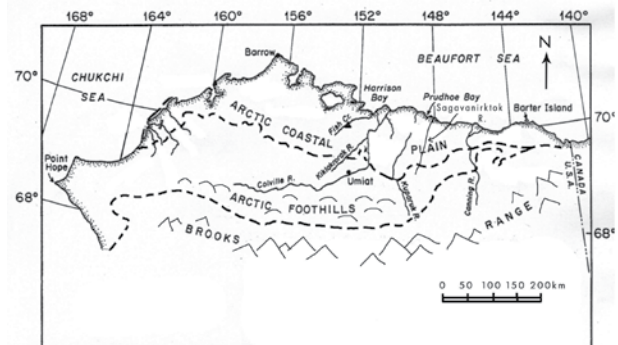 168° 164° 160° 156° 152° 148° 144° 140°
N
BEAUFORT SEA
Barrow
70°
CHUKCHI
SEA
Harrison
Bay
Prudhoe Bay
Sagavanirktok
R.
Barter Island
70°
ARCTIC COASTAL
PLAIN
Fish Cr.
Point
Hope
Colville R.
Umiat
Kuparuk R.
Canning R.
CANADA
U.S.A.
68°
ARCTIC FOOTHILLS
BROOKS
RANGE
68°
0 50 100 150 200km